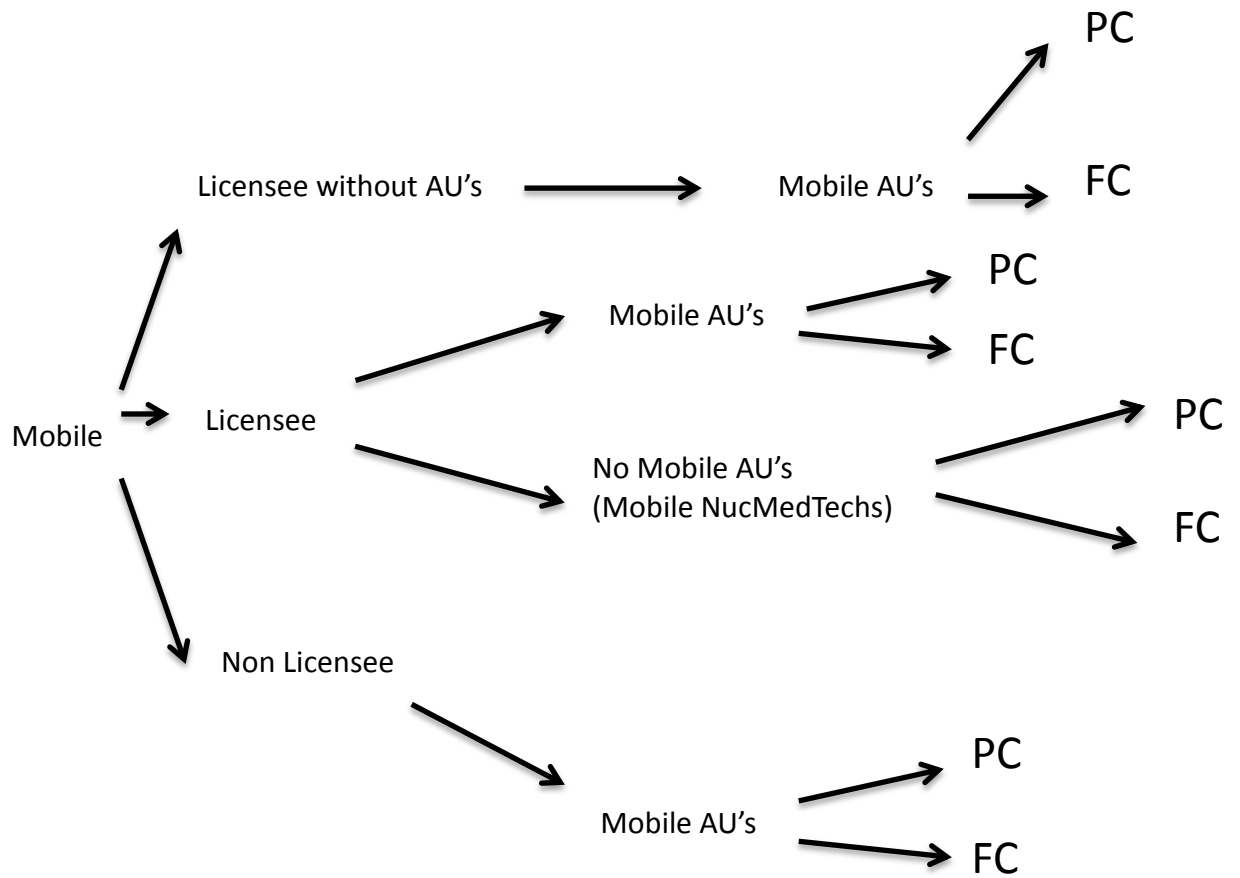 PC
Licensee without AU’s
Mobile AU’s
FC
PC
Mobile AU’s
FC
Mobile
Licensee
PC
No Mobile AU’s
(Mobile NucMedTechs)
FC
Non Licensee
PC
Mobile AU’s
FC